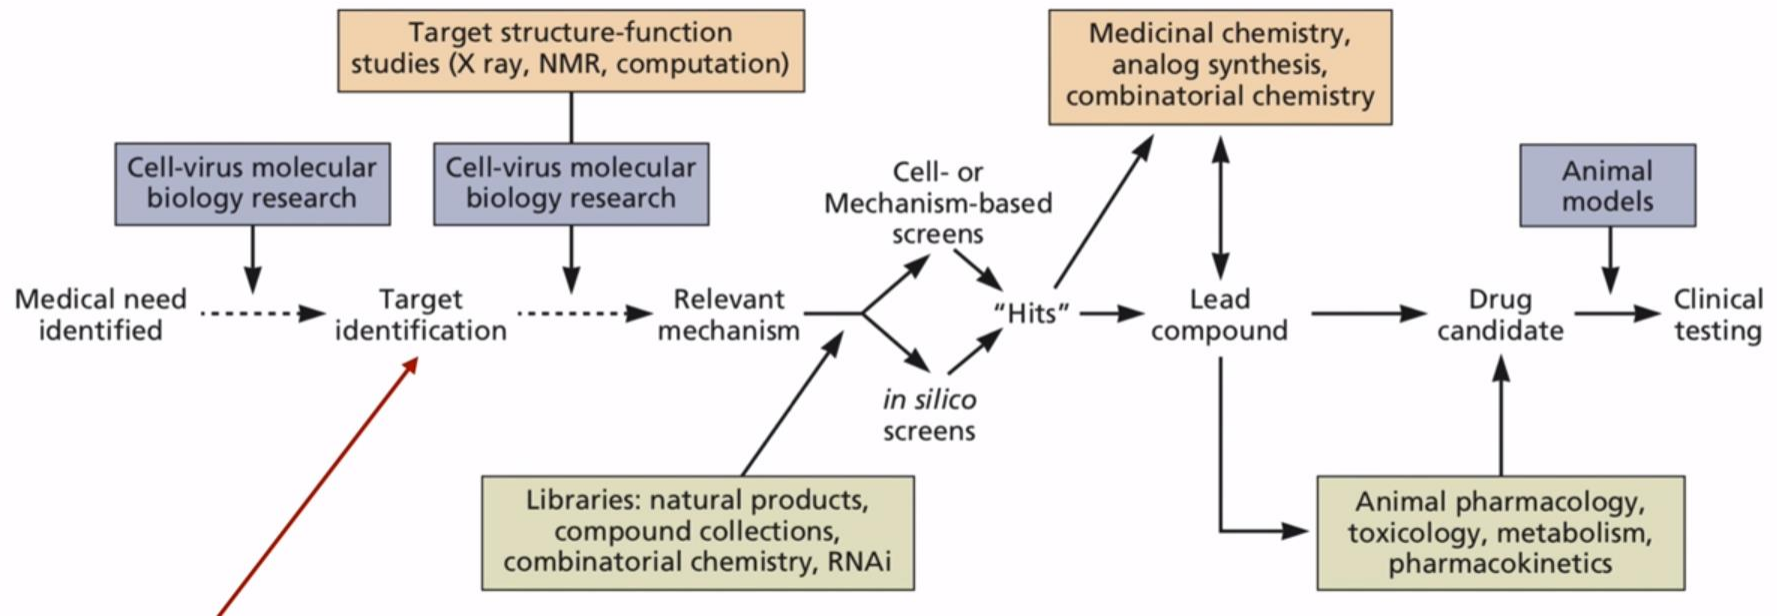 Target structure-function
studies (X ray, NMR, computation)
Medicinal chemistry,
analog synthesis,
combinatorial chemistry
Cell-virus molecular
biology research
Cell-virus molecular
biology research
Cell- or
Mechanism-based
screens
Animal
models
Medical need
identified
Target
identification
Relevant
mechanism
“Hits”
Lead
compound
Drug
candidate
Clinical
testing
in silico
screens
Libraries: natural products,
compound collections,
combinatorial chemistry, RNAi
Animal pharmacology,
toxicology, metabolism,
pharmacokinetics